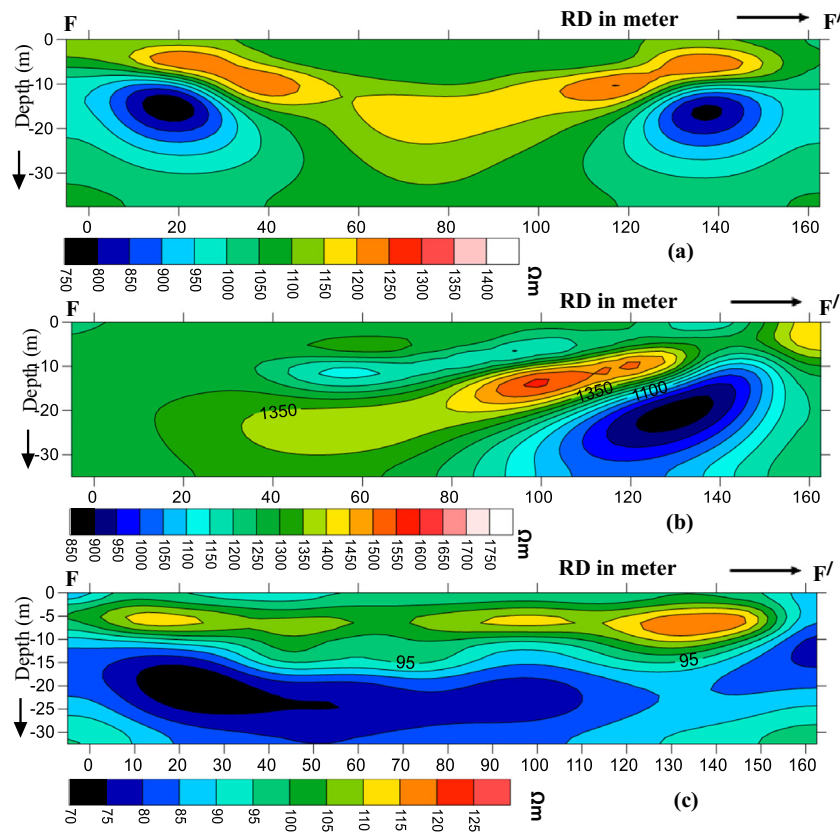 F RD in meter F/
Depth (m)
0
-10
-20
-30
0 20 40 60 80 100 120 140 160
(a)
750 800 850 900 950 1000 1050 1100 1150 1200 1250 1300 1350 1400 Ωm
F RD in meter F/
Depth (m)
0
-10
-20
-30
1350 1350 1100
0 20 40 60 80 100 120 140 160
(b)
850 900 950 1000 1100 1150 1200 1250 1300 1350 1400 1450 1500 1550 1600 1650 1700 1750 Ωm
F RD in meter F/
Depth (m)
0
-5
-10
-15
-20
-25
-30
95 95
0 10 20 30 40 50 60 70 80 90 100 110 120 130 140 150 160
(c)
70 75 80 85 90 95 100 105 110 115 120 125 Ωm